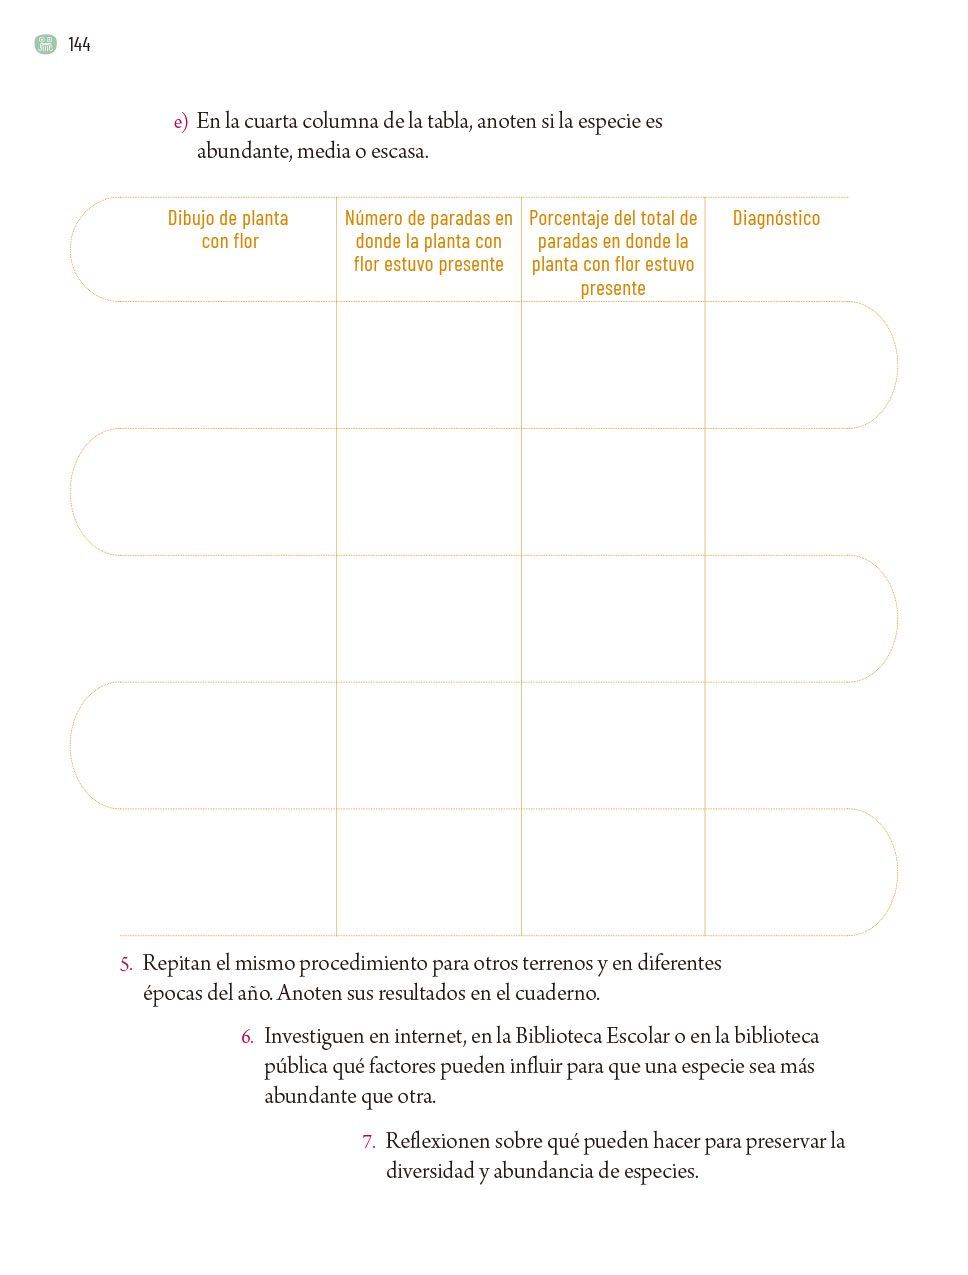 144
e) En la cuarta columna de la tabla, anoten si la especie es
abundante, media o escasa.
Dibujo de planta
con flor
Número de paradas en
donde la planta con
flor estuvo presente
Porcentaje del total de
paradas en donde la
planta con flor estuvo
presente
Diagnóstico
5. Repitan el mismo procedimiento para otros terrenos y en diferentes
épocas del año. Anoten sus resultados en el cuaderno.
6. Investiguen en internet, en la Biblioteca Escolar o en la biblioteca
pública qué factores pueden influir para que una especie sea más
abundante que otra.
7. Reflexionen sobre qué pueden hacer para preservar la
diversidad y abundancia de especies.